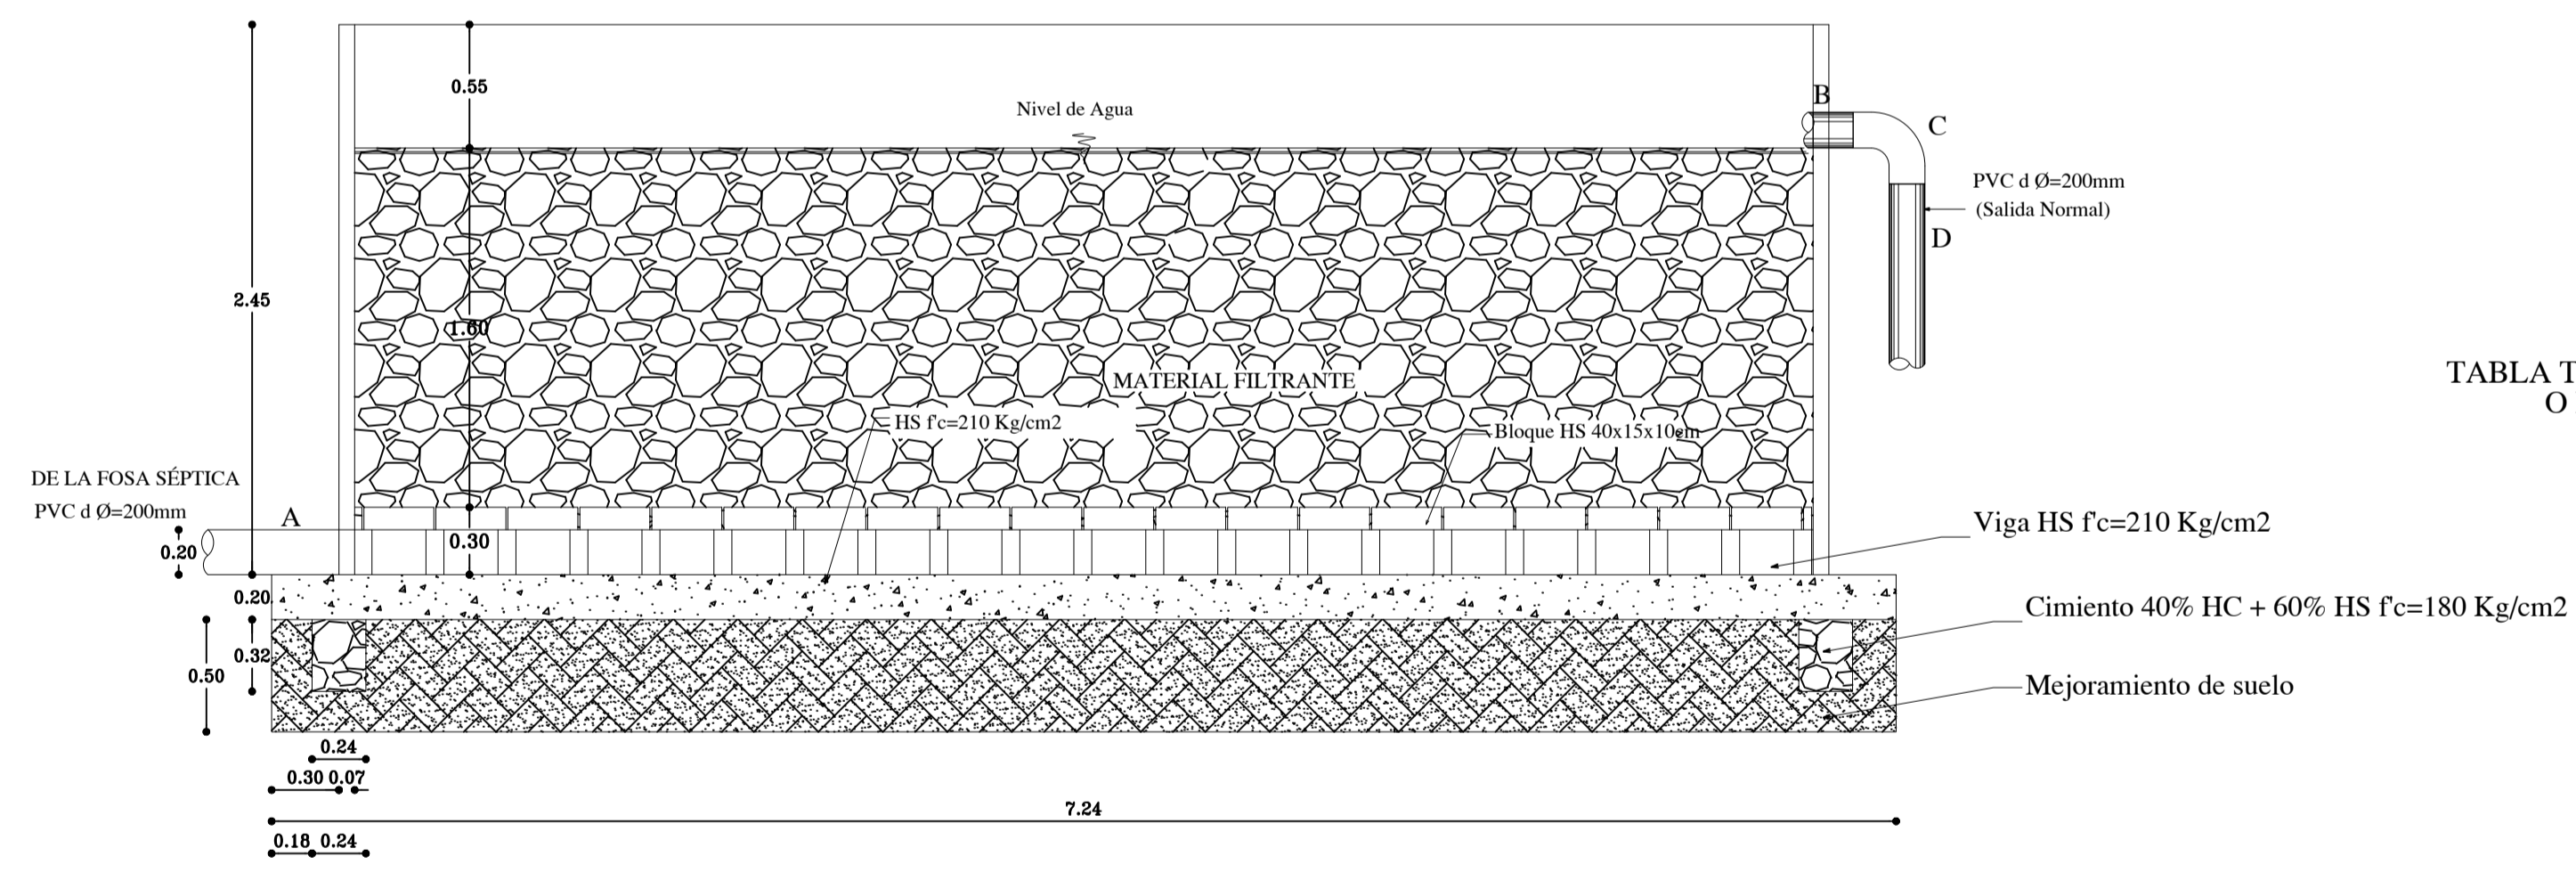 0.55
Nivel de Agua
B
C
PVC d Ø=200mm
(Salida Normal)
D
2.45
1.60
MATERIAL FILTRANTE
HS f'c=210 Kg/cm2
Bloque HS 40x15x10cm
TABLA T
O
DE LA FOSA SÉPTICA
PVC d Ø=200mm
A
0.20
0.30
Viga HS f'c=210 Kg/cm2
0.20
Cimiento 40% HC + 60% HS f'c=180 Kg/cm2
0.32
0.50
Mejoramiento de suelo
0.24
0.30 0.07
7.24
0.18 0.24